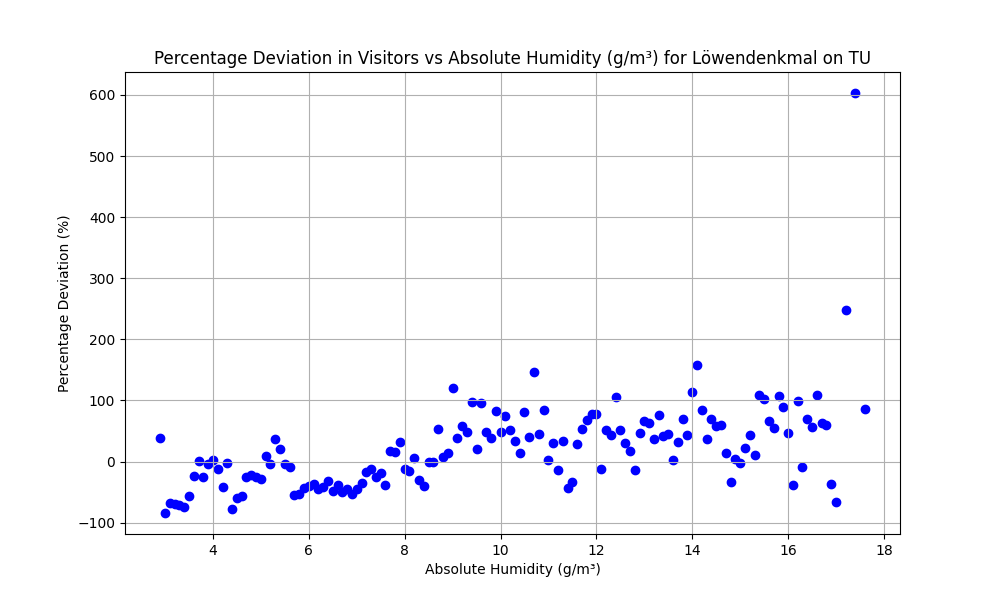 Percentage Deviation in Visitors vs Absolute Humidity (g/m³) for Löwendenkmal on TU
600
500
400
300
200
100
0
−100
Percentage Deviation (%)
4 6 8 10 12 14 16 18
Absolute Humidity (g/m³)